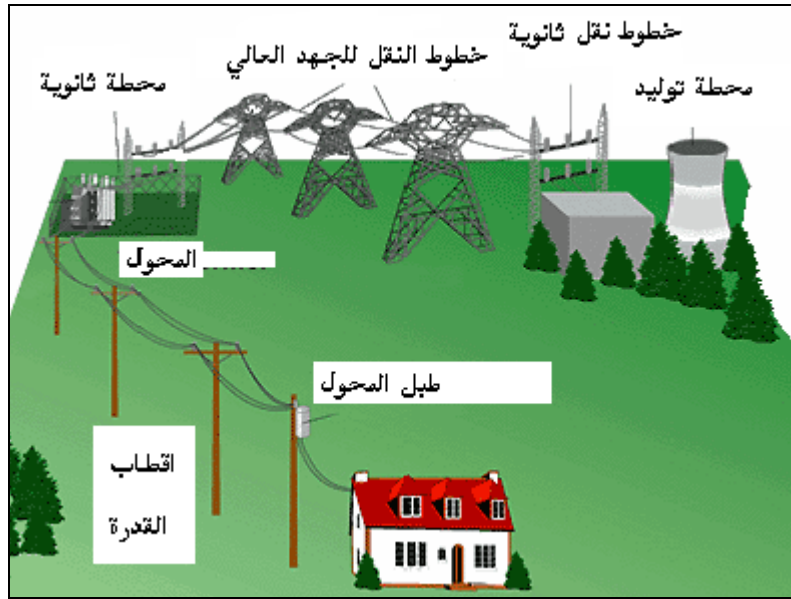 خطوط نقل ثانوية
خطوط النقل للجهد العالي
محطة توليد
محطة ثانوية
المحول
طبل المحول
اقطاب
القدرة